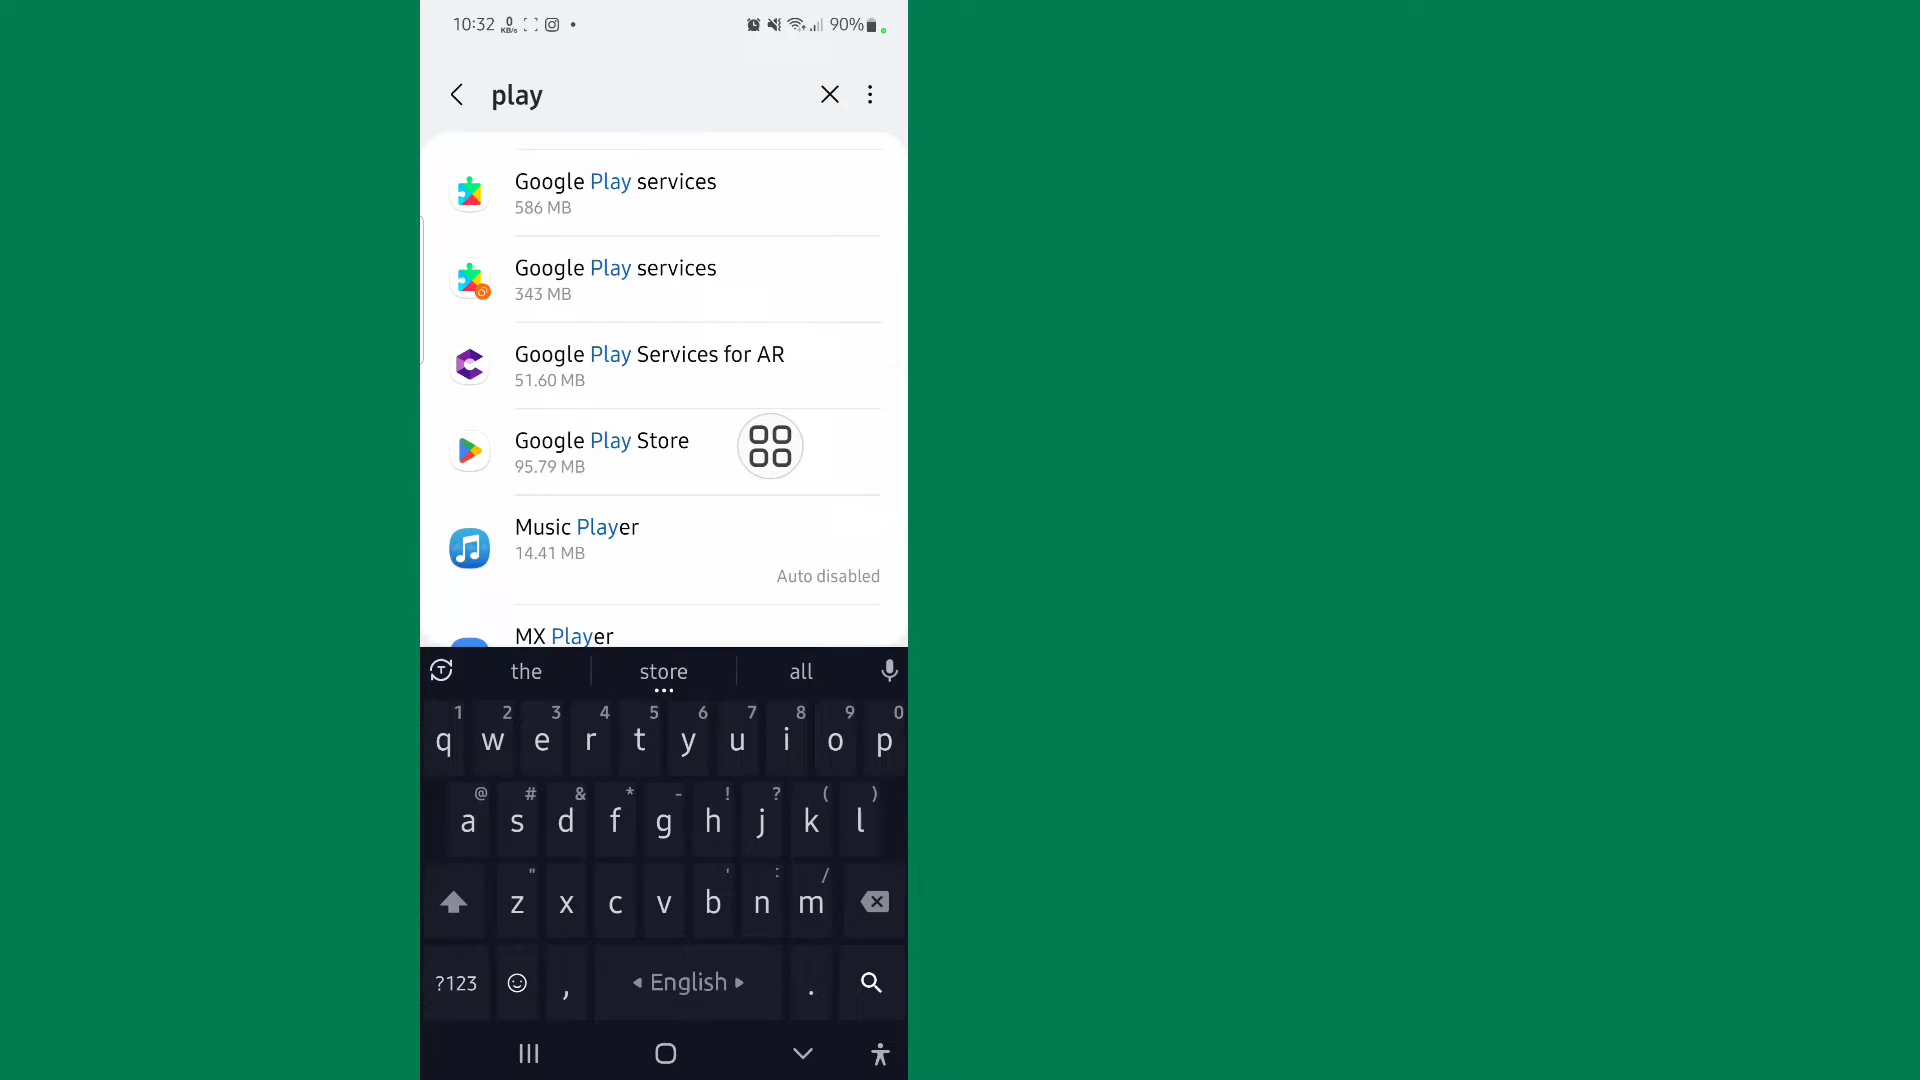 10:32 0 KB/s 90%
play
Google Play services
586 MB
Google Play services
343 MB
Google Play Services for AR
51.60 MB
Google Play Store
95.79 MB
Music Player
14.41 MB
Auto disabled
MX Player
T the store all
1 2 3 4 5 6 7 8 9 0
q w e r t y u i o p
@ # & * - ! ? ( )
a s d f g h j k l
" ' : /
z x c v b n m
?123 , English .